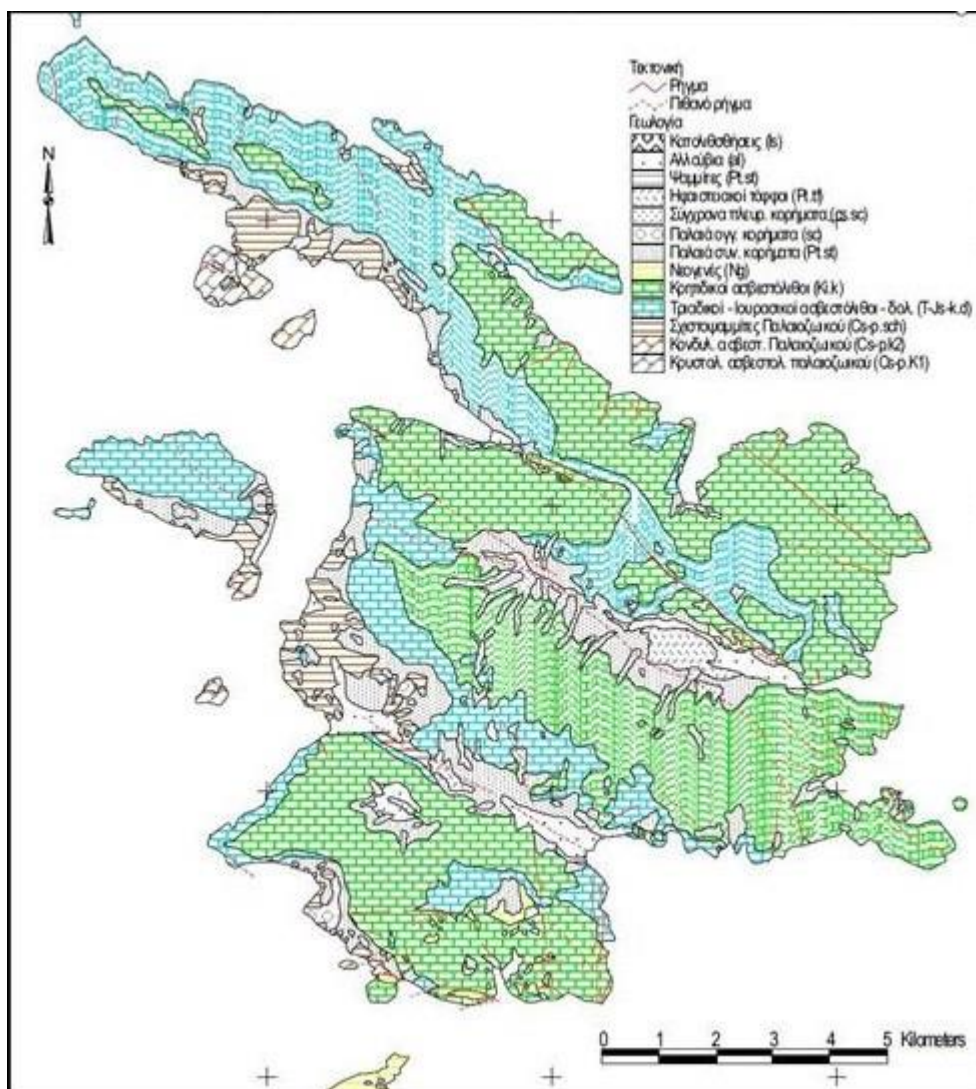 Τεκτονική
Ρήγμα
Πιθανό ρήγμα
Γεωλογία
Κατολισθήσεις (ls)
Αλλούβια (al)
Ψαμμίτες (Pt.st)
Ηφαιστειακοί τόφφοι (Pt.tf)
Σύγχρονα πλευρ. κορήματα,(cs.sc)
Παλαιά ογκ. κορήματα (sc)
Παλαιά συν. κορήματα (Pt.st)
Νεογενές (Ng)
Κρητιδικοί ασβεστόλιθοι (Ki.k)
Τριαδικοί - Ιουρασικοί ασβεστόλιθοι - δολ. (T-Js-k.d)
Σχιστοψαμμίτες Παλαιοζωικού (Cs-p.sch)
Κονδυλ. ασβεστ. Παλαιοζωικού (Cs-p.k2)
Κρυσταλ. ασβεστολ. παλαιοζωικού (Cs-p.K1)
N
0 1 2 3 4 5 Kilometers